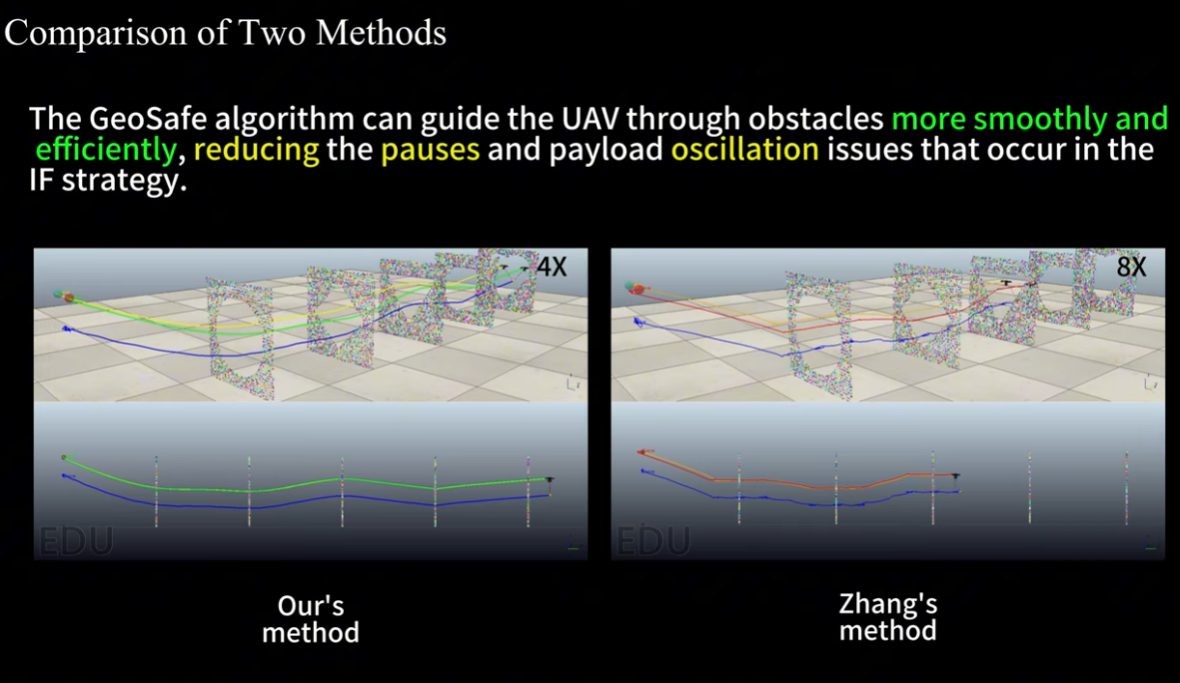 Comparison of Two Methods
The GeoSafe algorithm can guide the UAV through obstacles more smoothly and
efficiently, reducing the pauses and payload oscillation issues that occur in the
IF strategy.
4X
8X
EDU
EDU
Our's
method
Zhang's
method